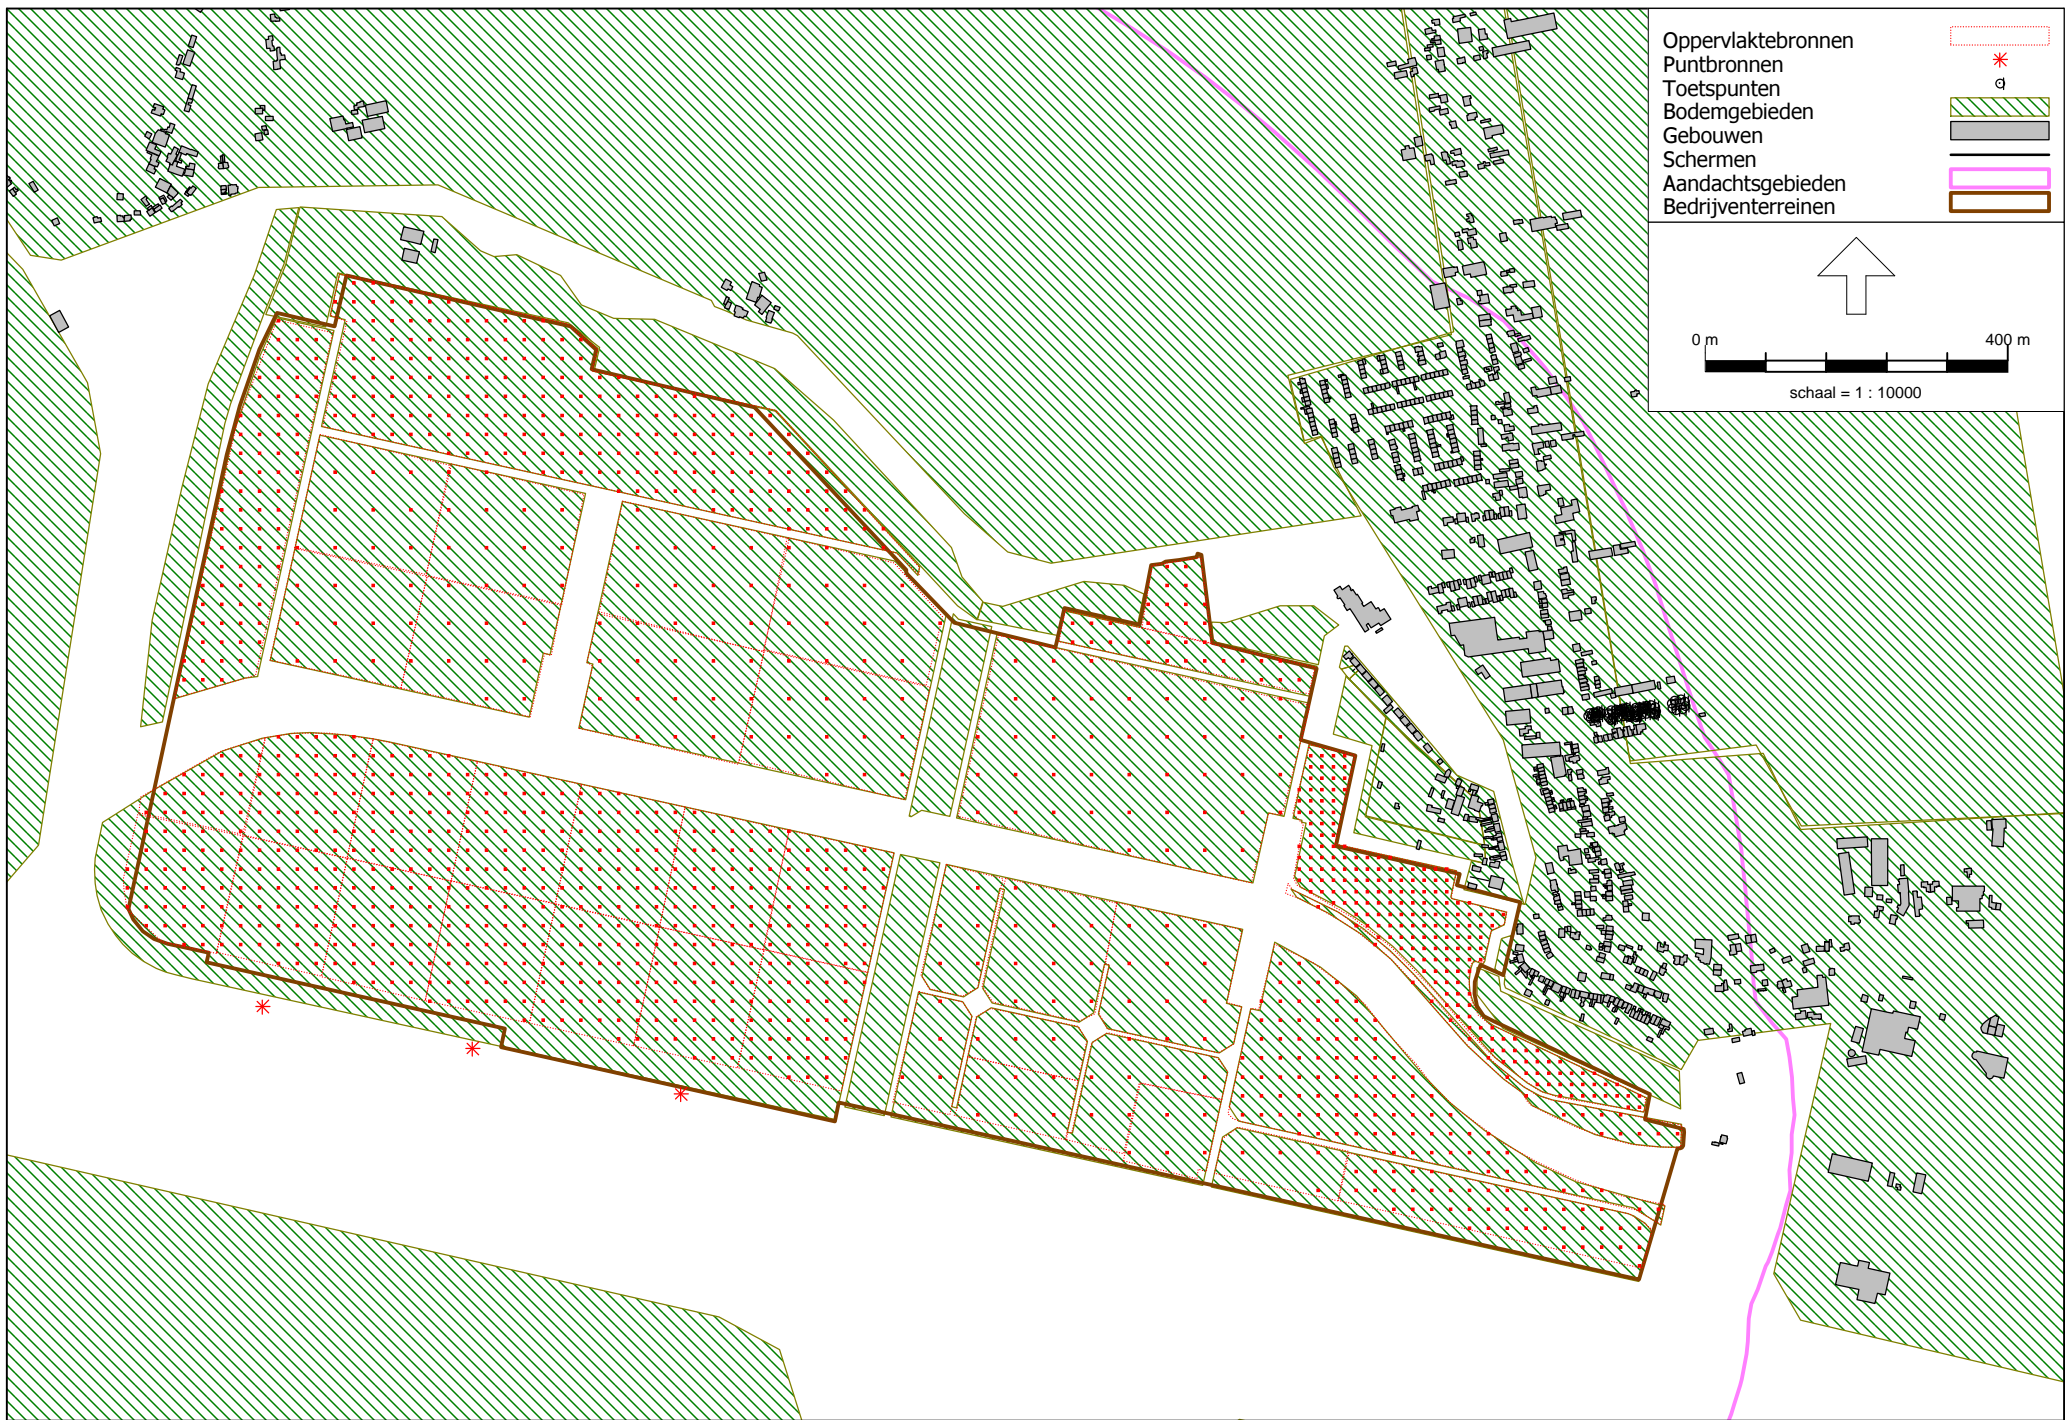 Oppervlaktebronnen
Puntbronnen
Toetspunten
Bodemgebieden
Gebouwen
Schermen
Aandachtsgebieden
Bedrijventerreinen
0 m 400 m
schaal = 1 : 10000